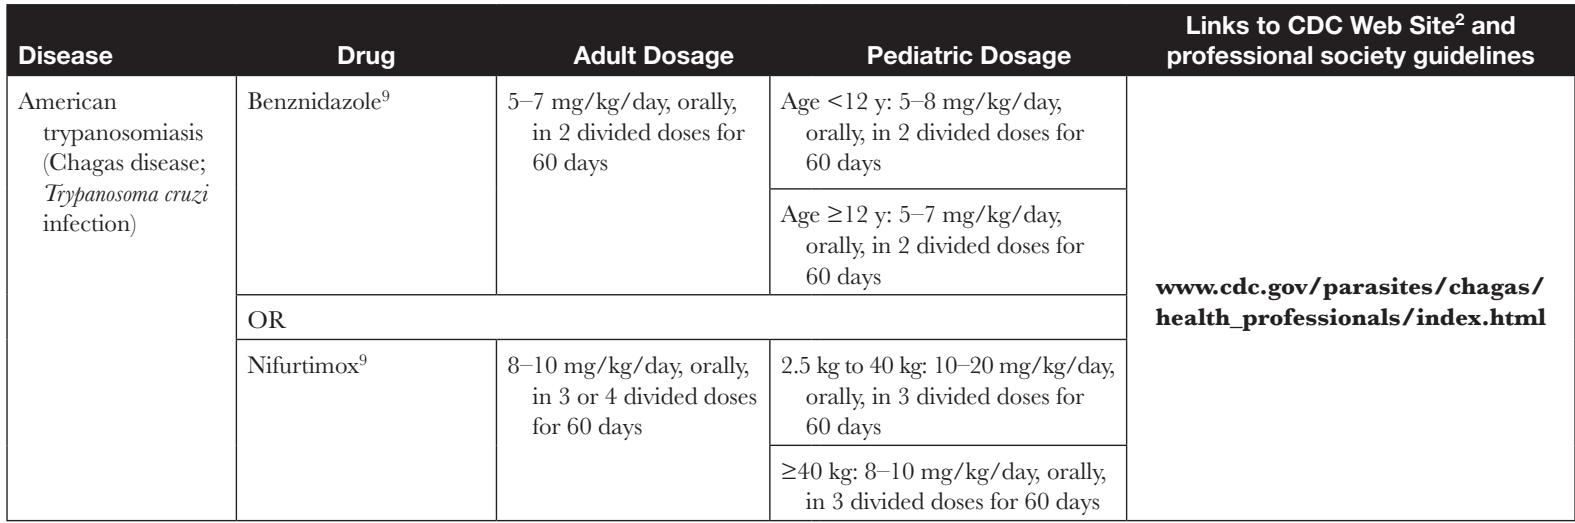 Disease
Drug
Adult Dosage
Pediatric Dosage
Links to CDC Web Site² and
professional society guidelines
American
trypanosomiasis
(Chagas disease;
Trypanosoma cruzi
infection)
Benznidazole⁹
5–7 mg/kg/day, orally,
in 2 divided doses for
60 days
Age <12 y: 5–8 mg/kg/day,
orally, in 2 divided doses for
60 days
Age ≥12 y: 5–7 mg/kg/day,
orally, in 2 divided doses for
60 days
OR
Nifurtimox⁹
8–10 mg/kg/day, orally,
in 3 or 4 divided doses
for 60 days
2.5 kg to 40 kg: 10–20 mg/kg/day,
orally, in 3 divided doses for
60 days
≥40 kg: 8–10 mg/kg/day, orally,
in 3 divided doses for 60 days
www.cdc.gov/parasites/chagas/
health_professionals/index.html